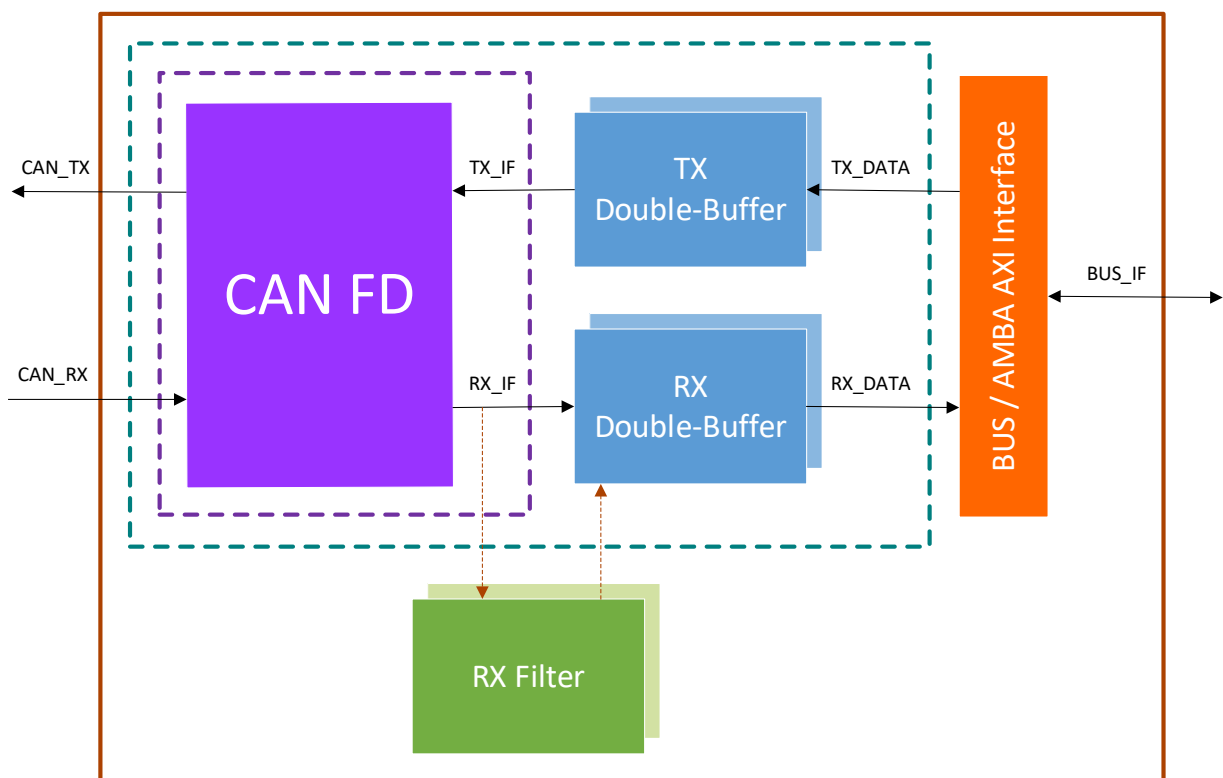 CAN_TX
CAN FD
TX_IF
TX
Double-Buffer
TX_DATA
BUS / AMBA AXI Interface
BUS_IF
CAN_RX
RX_IF
RX
Double-Buffer
RX_DATA
RX Filter